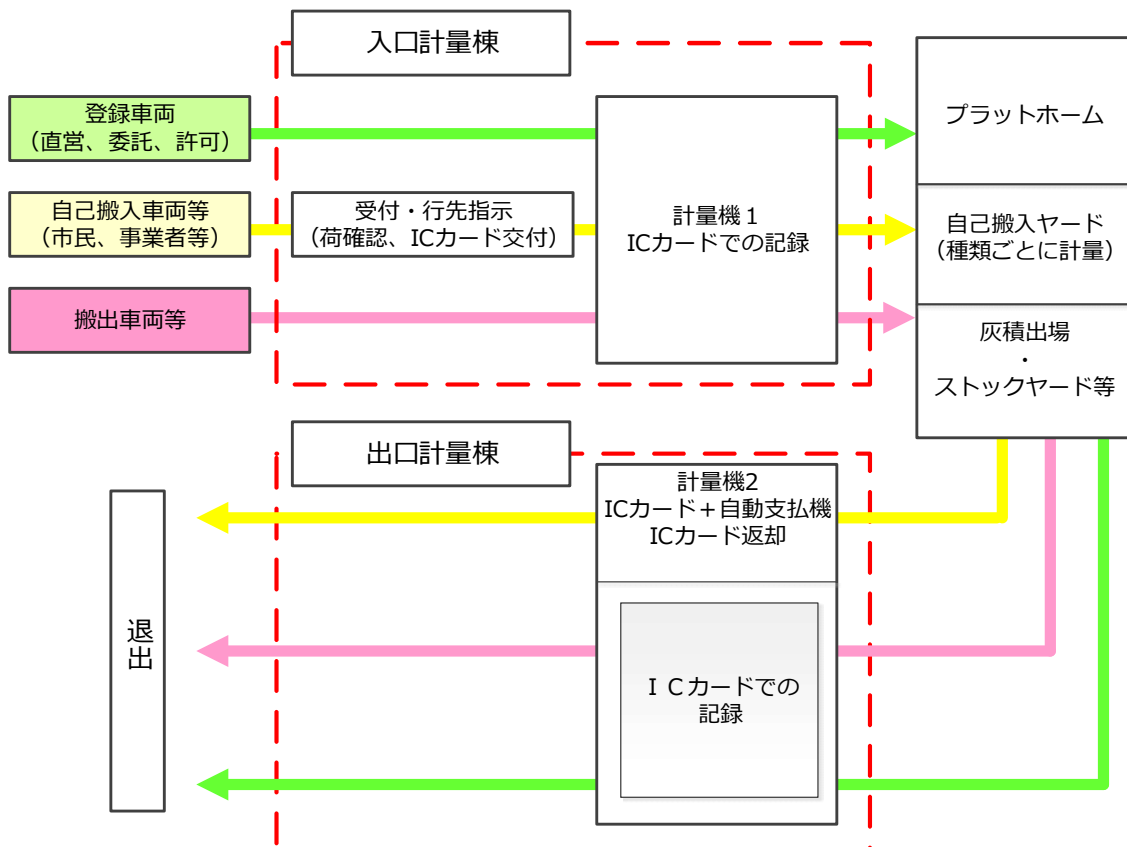 入口計量棟
登録車両
（直営、委託、許可）
自己搬入車両等
（市民、事業者等）
搬出車両等
受付・行先指示
（荷確認、ICカード交付）
計量機１
ICカードでの記録
プラットホーム
自己搬入ヤード
（種類ごとに計量）
灰積出場
・
ストックヤード等
出口計量棟
計量機2
ICカード＋自動支払機
ICカード返却
ＩＣカードでの
記録
退出